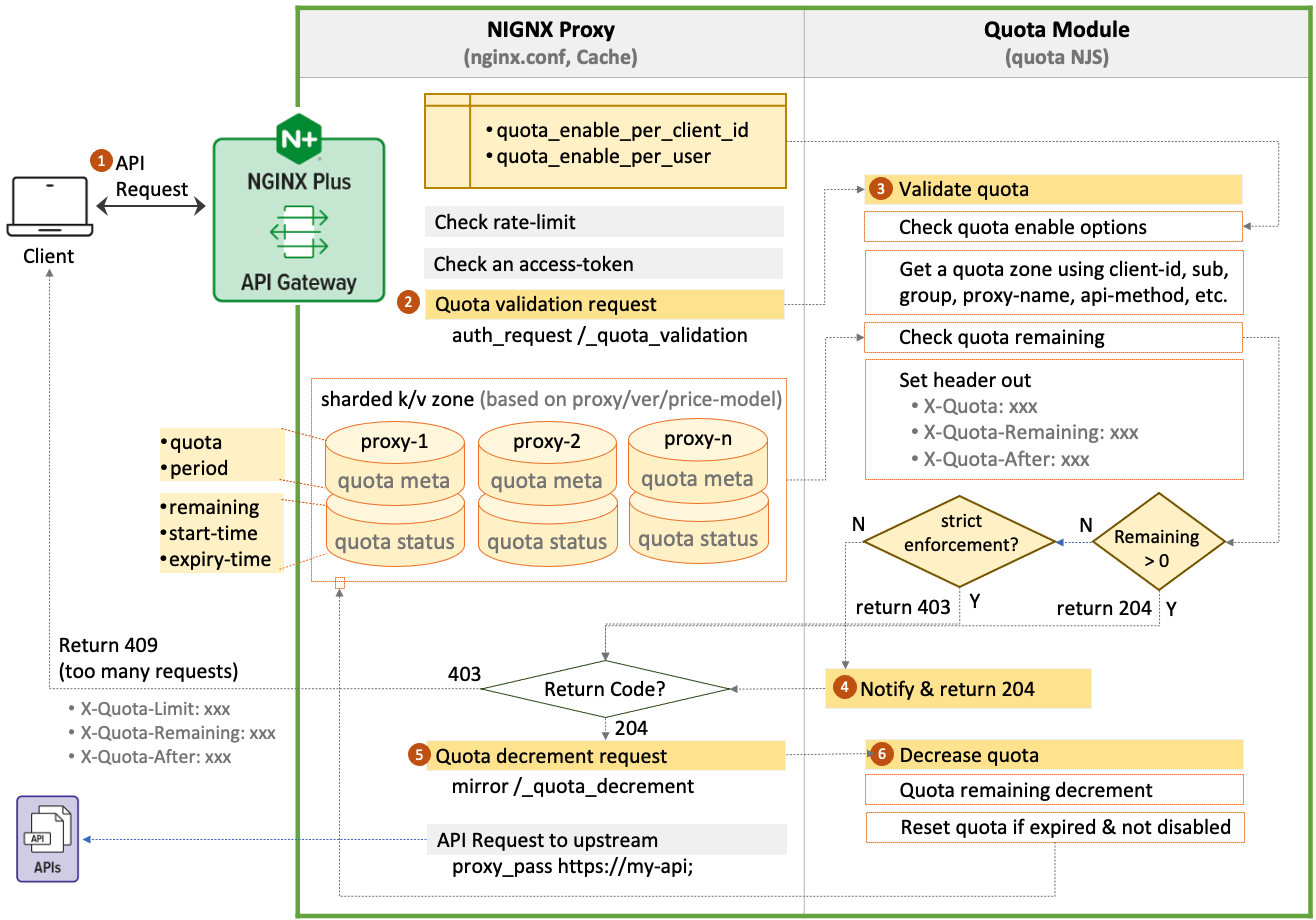 NIGNX Proxy
(nginx.conf, Cache)
Quota Module
(quota NJS)
• quota_enable_per_client_id
• quota_enable_per_user
N+
NGINX Plus
API Gateway
1 API
Request
Client
Check rate-limit
Check an access-token
2 Quota validation request
auth_request /_quota_validation
3 Validate quota
Check quota enable options
Get a quota zone using client-id, sub,
group, proxy-name, api-method, etc.
Check quota remaining
Set header out
• X-Quota: xxx
• X-Quota-Remaining: xxx
• X-Quota-After: xxx
sharded k/v zone (based on proxy/ver/price-model)
proxy-1
proxy-2
proxy-n
quota meta
quota meta
quota meta
quota status
quota status
quota status
• quota
• period
• remaining
• start-time
• expiry-time
N
strict
enforcement?
N
Remaining
> 0
return 403
Y
return 204
Y
Return 409
(too many requests)
• X-Quota-Limit: xxx
• X-Quota-Remaining: xxx
• X-Quota-After: xxx
403
Return Code?
204
4 Notify & return 204
5 Quota decrement request
mirror /_quota_decrement
6 Decrease quota
Quota remaining decrement
Reset quota if expired & not disabled
API Request to upstream
proxy_pass https://my-api;
API
APIs